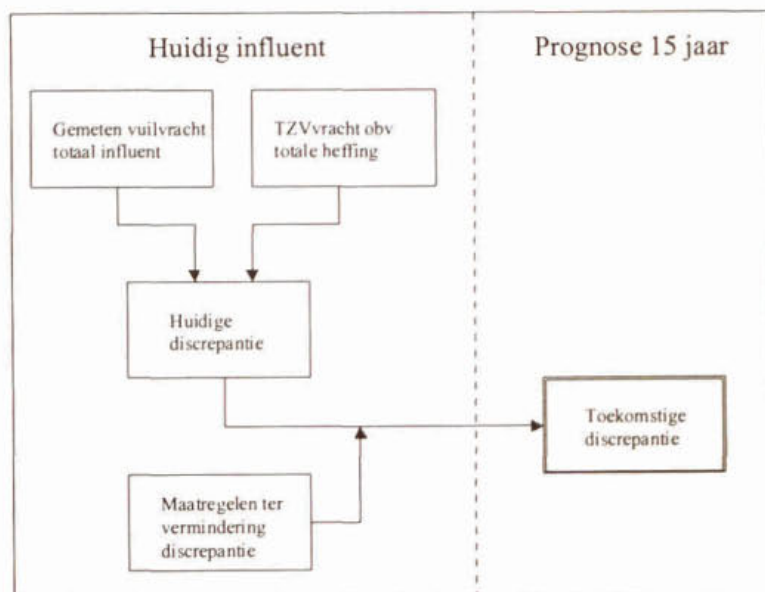 Huidig influent
Prognose 15 jaar
Gemeten vuilvracht
totaal influent
TZVvracht obv
totale heffing
Huidige
discrepantie
Toekomstige
discrepantie
Maatregelen ter
vermindering
discrepantie